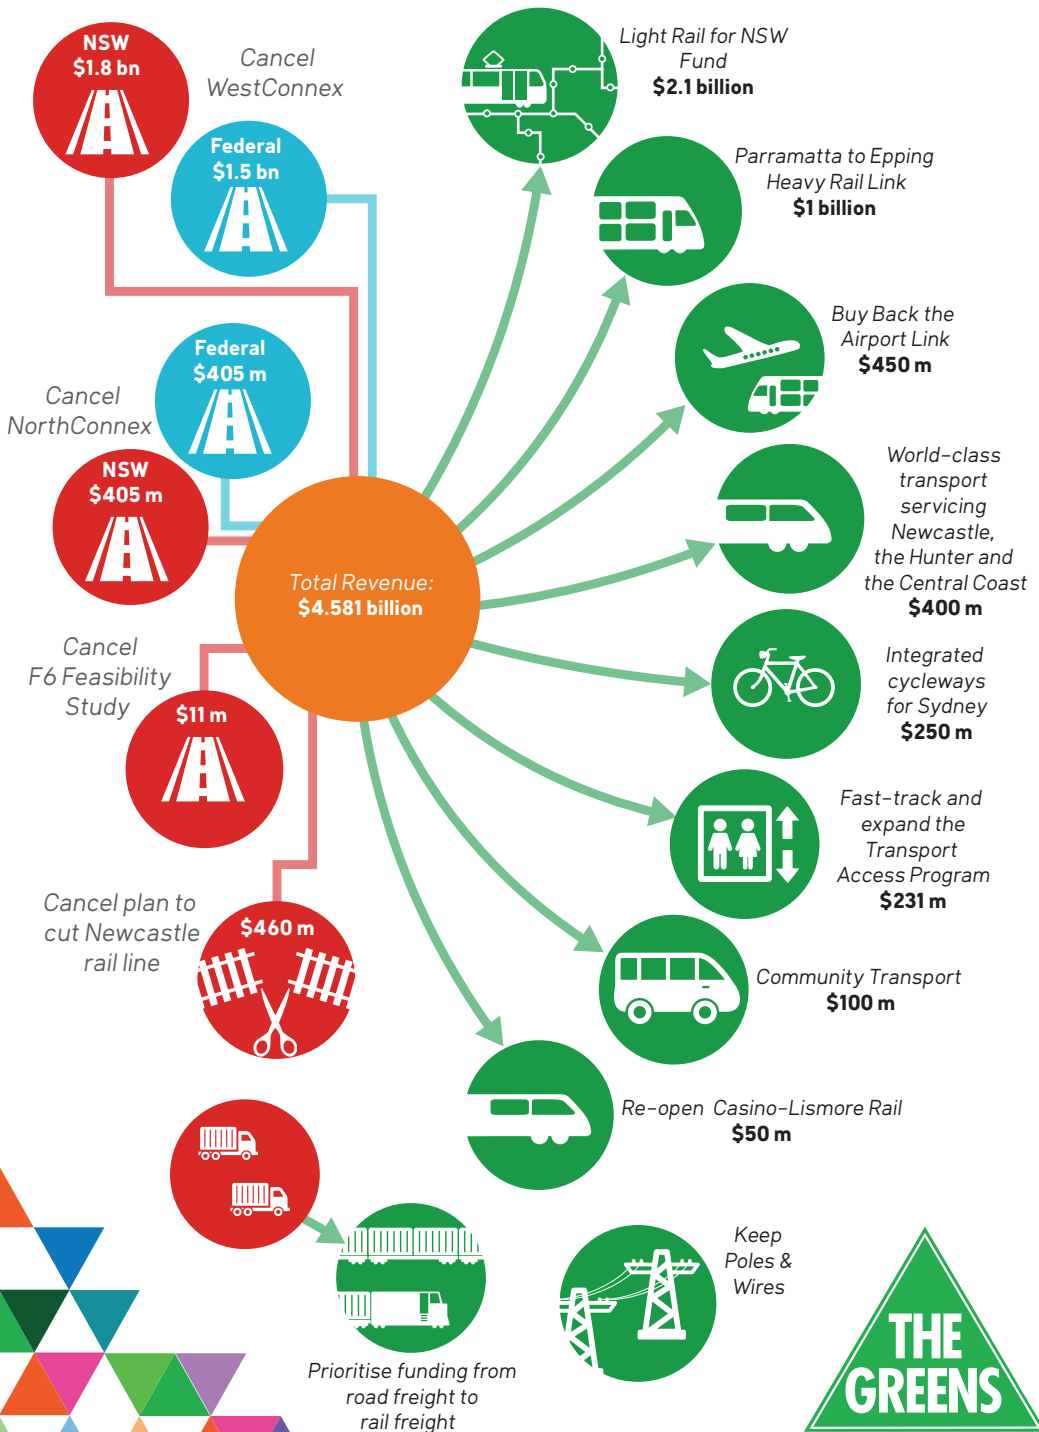 NSW
$1.8 bn
Cancel
WestConnex
Federal
$1.5 bn
Federal
$405 m
Cancel
NorthConnex
NSW
$405 m
Total Revenue:
$4.581 billion
Cancel
F6 Feasibility
Study
$11 m
Cancel plan to
cut Newcastle
rail line
$460 m
Light Rail for NSW
Fund
$2.1 billion
Parramatta to Epping
Heavy Rail Link
$1 billion
Buy Back the
Airport Link
$450 m
World-class
transport
servicing
Newcastle,
the Hunter and
the Central Coast
$400 m
Integrated
cycleways
for Sydney
$250 m
Fast-track and
expand the
Transport
Access Program
$231 m
Community Transport
$100 m
Re-open Casino-Lismore Rail
$50 m
Prioritise funding from
road freight to
rail freight
Keep
Poles &
Wires
THE
GREENS